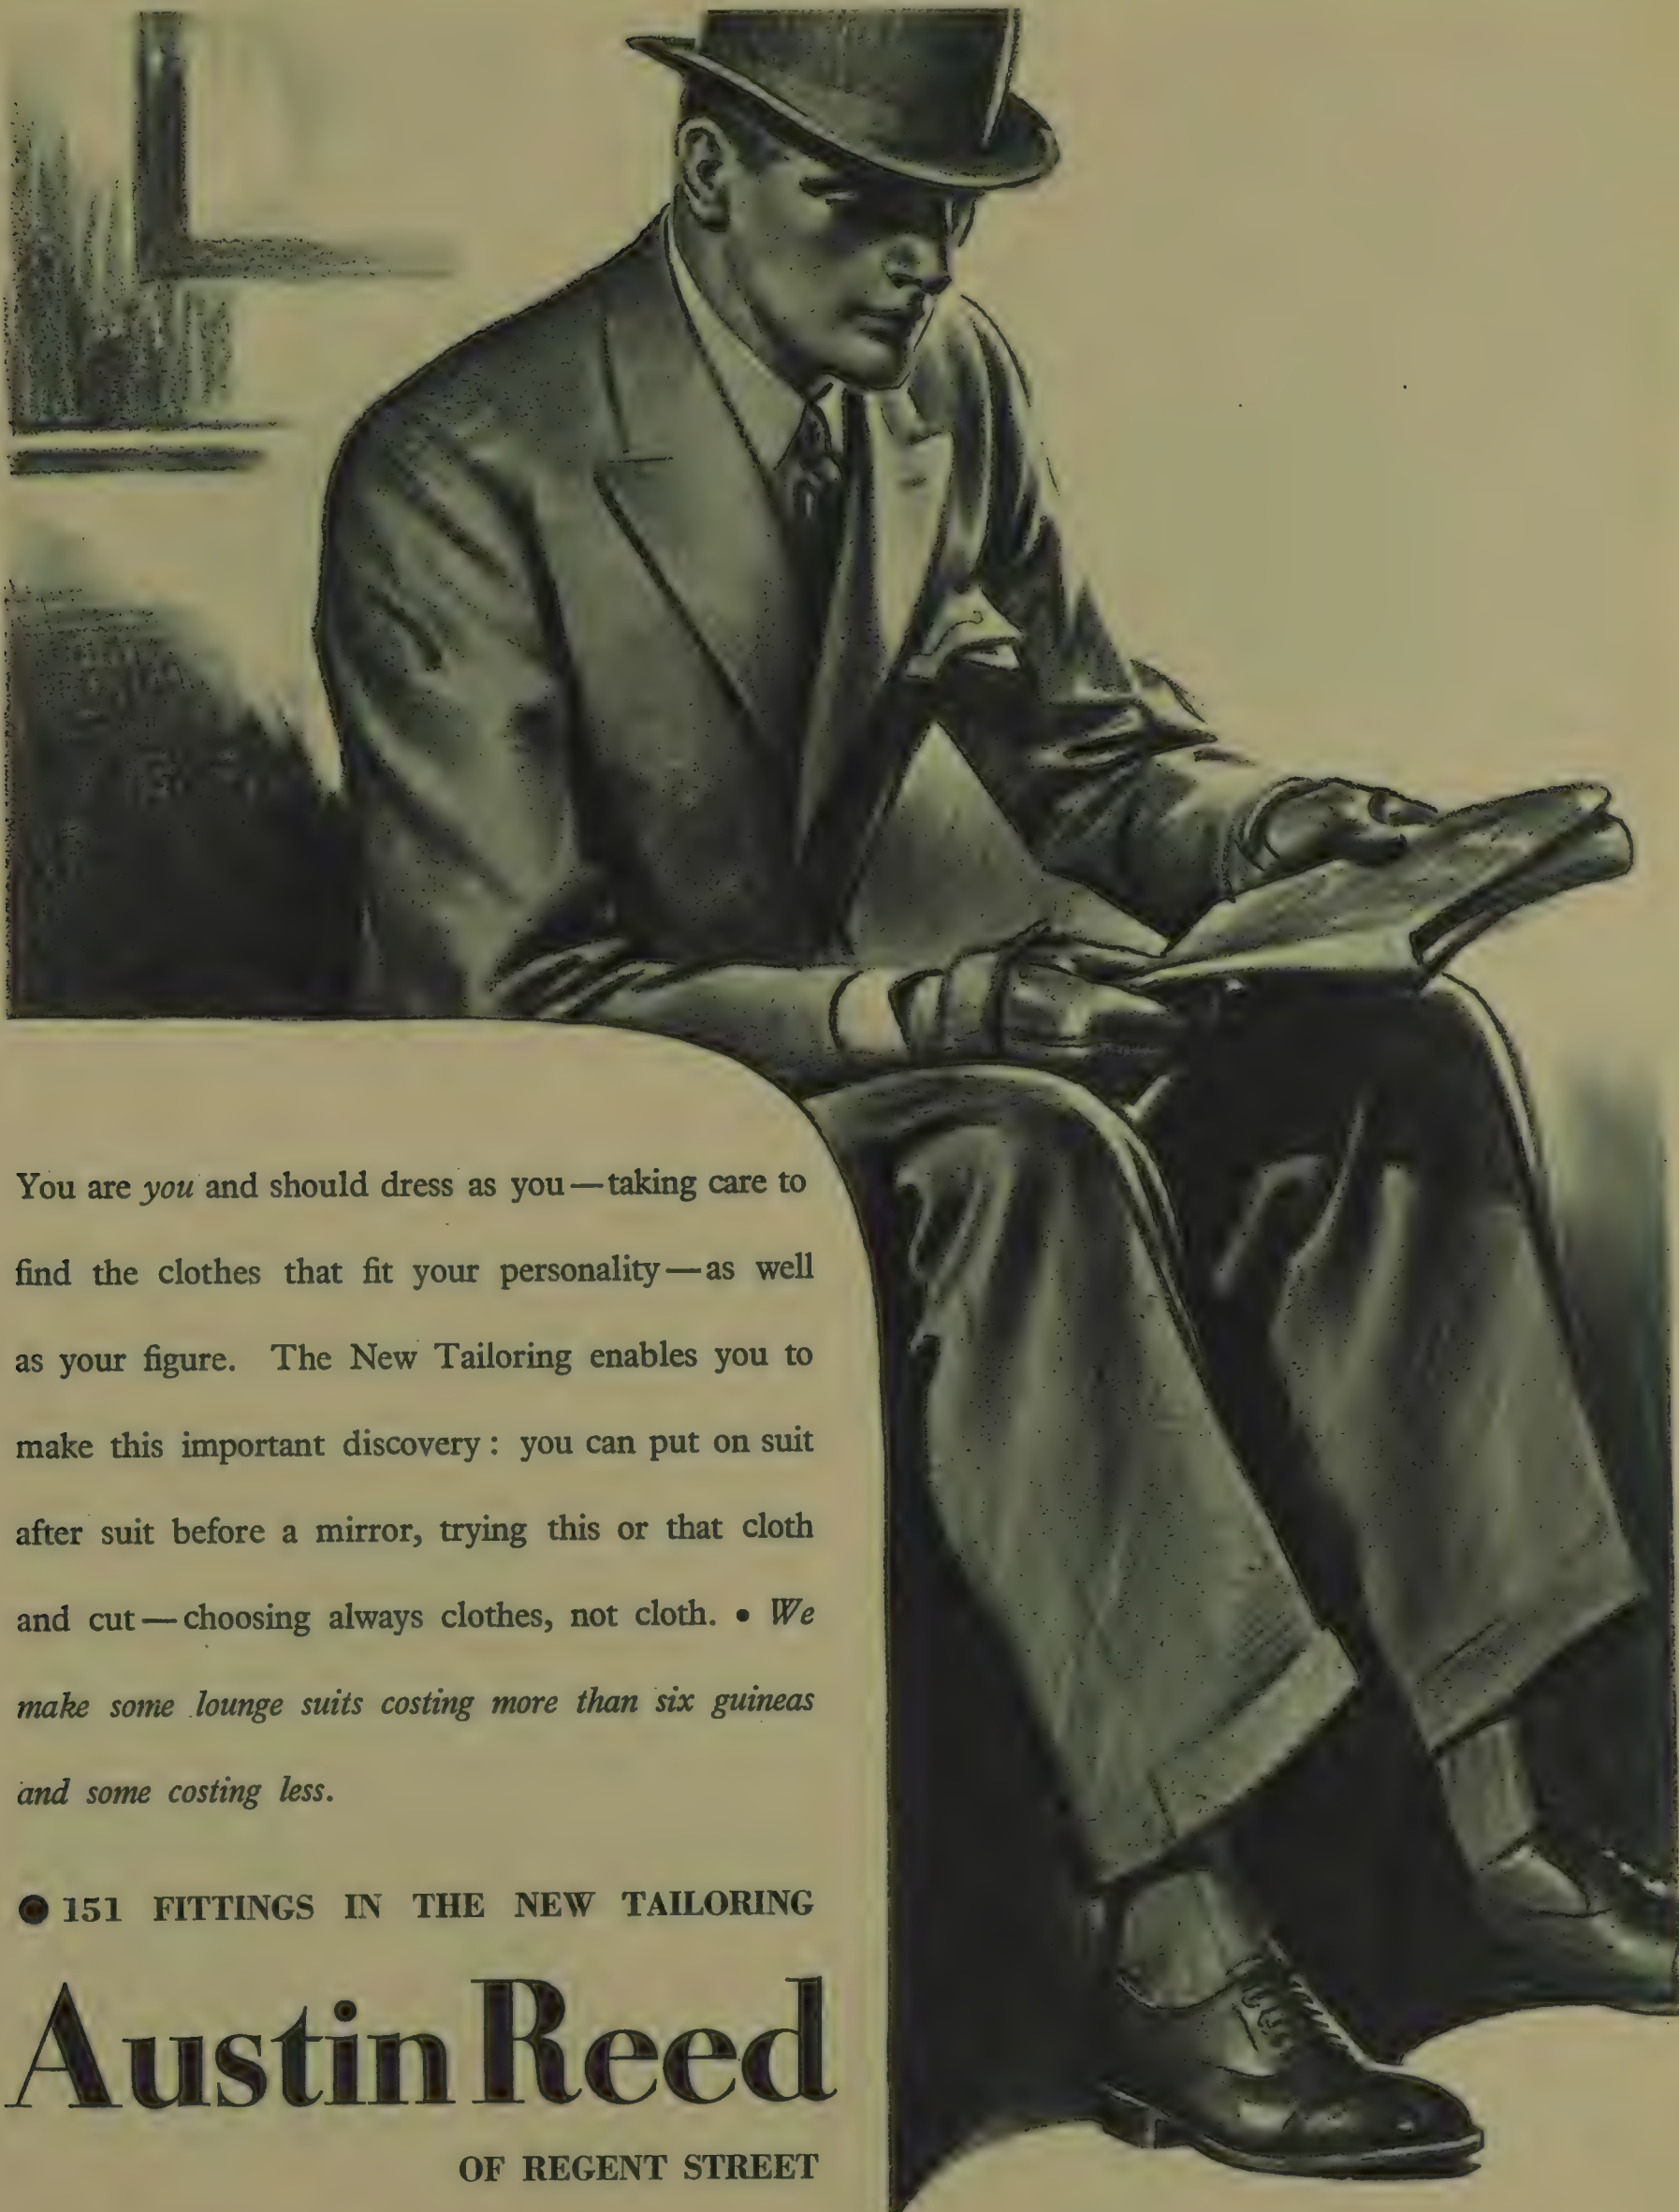 You are you and should dress as you—taking care to
find the clothes that fit your personality—as well
as your figure. The New Tailoring enables you to
make this important discovery: you can put on suit
after suit before a mirror, trying this or that cloth
and cut—choosing always clothes, not cloth. • We
make some lounge suits costing more than six guineas
and some costing less.
● 151 FITTINGS IN THE NEW TAILORING
Austin Reed
OF REGENT STREET